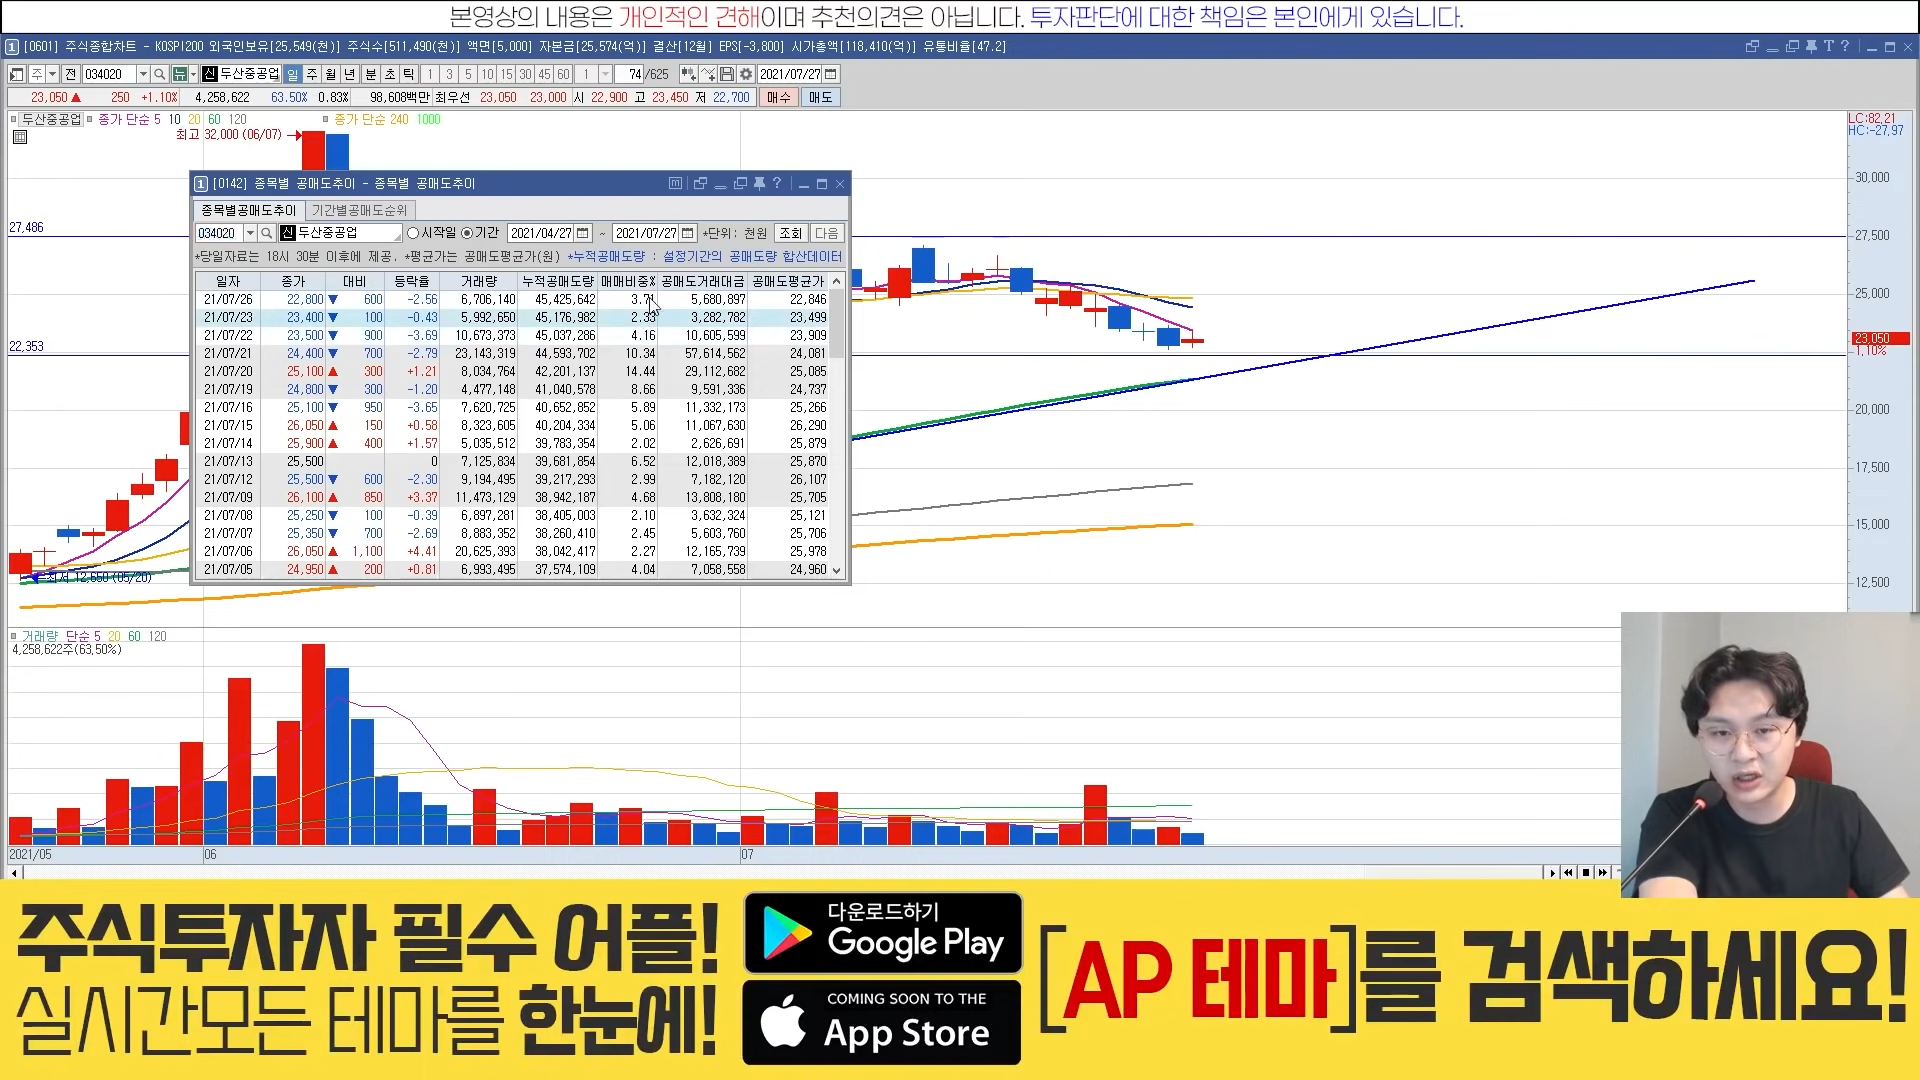 본영상의 내용은 개인적인 견해이며 추천의견은 아닙니다. 투자판단에 대한 책임은 본인에게 있습니다.
1 [0601] 주식종합차트 - KOSPI200 외국인보유[25,549(천)] 주식수[511,490(천)] 액면[5,000] 자본금[25,574(억)] 결산[12월] EPS[-3,800] 시가총액[118,410(억)] 유통비율[47.2]
주 전 034020 뉴 신 두산중공업 일 주 월 년 분 초 틱 1 3 5 10 15 30 45 60 1 74 /625 2021/07/27
23,050 ▲ 250 +1.10% 4,258,622 63.50% 0.83% 98,608백만 최우선 23,050 23,000 시 22,900 고 23,450 저 22,700 매수 매도
두산중공업 종가 단순 5 10 20 60 120 종가 단순 240 1000
최고 32,000 (06/07)
LC:82.21
HC:-27.97
30,000
27,486
27,500
25,000
23,050
1.10%
22,353
20,000
17,500
15,000
12,500
1 [0142] 종목별 공매도추이 - 종목별 공매도추이
종목별공매도추이 기간별공매도순위
034020 신 두산중공업 시작일 기간 2021/04/27 ~ 2021/07/27 *단위: 천원 조회 다음
*당일자료는 18시 30분 이후에 제공. *평균가는 공매도평균가(원) *누적공매도량 : 설정기간의 공매도량 합산데이터
일자 종가 대비 등락율 거래량 누적공매도량 매매비중% 공매도거래대금 공매도평균가
21/07/26 22,800 ▼ 600 -2.56 6,706,140 45,425,642 3.71 5,680,897 22,846
21/07/23 23,400 ▼ 100 -0.43 5,992,650 45,176,982 2.33 3,282,782 23,499
21/07/22 23,500 ▼ 900 -3.69 10,673,373 45,037,286 4.16 10,605,599 23,909
21/07/21 24,400 ▼ 700 -2.79 23,143,319 44,593,702 10.34 57,614,562 24,081
21/07/20 25,100 ▲ 300 +1.21 8,034,764 42,201,137 14.44 29,112,682 25,085
21/07/19 24,800 ▼ 300 -1.20 4,477,148 41,040,578 8.66 9,591,336 24,737
21/07/16 25,100 ▼ 950 -3.65 7,620,725 40,652,852 5.89 11,332,173 25,266
21/07/15 26,050 ▲ 150 +0.58 8,323,605 40,204,334 5.06 11,067,630 26,290
21/07/14 25,900 ▲ 400 +1.57 5,035,512 39,783,354 2.02 2,626,691 25,879
21/07/13 25,500 0 7,125,834 39,681,854 6.52 12,018,389 25,870
21/07/12 25,500 ▼ 600 -2.30 9,194,495 39,217,293 2.99 7,182,120 26,107
21/07/09 26,100 ▲ 850 +3.37 11,473,129 38,942,187 4.68 13,808,180 25,705
21/07/08 25,250 ▼ 100 -0.39 6,897,281 38,405,003 2.10 3,632,324 25,121
21/07/07 25,350 ▼ 700 -2.69 8,883,352 38,260,410 2.45 5,603,760 25,706
21/07/06 26,050 ▲ 1,100 +4.41 20,625,393 38,042,417 2.27 12,165,739 25,978
21/07/05 24,950 ▲ 200 +0.81 6,993,495 37,574,109 4.04 7,058,558 24,960
최저 12,650 (05/20)
거래량 단순 5 20 60 120
4,258,622주(63.50%)
2021/05 06 07
주식투자자 필수 어플!
실시간모든 테마를 한눈에!
다운로드하기
Google Play
COMING SOON TO THE
App Store
[AP 테마]를 검색하세요!